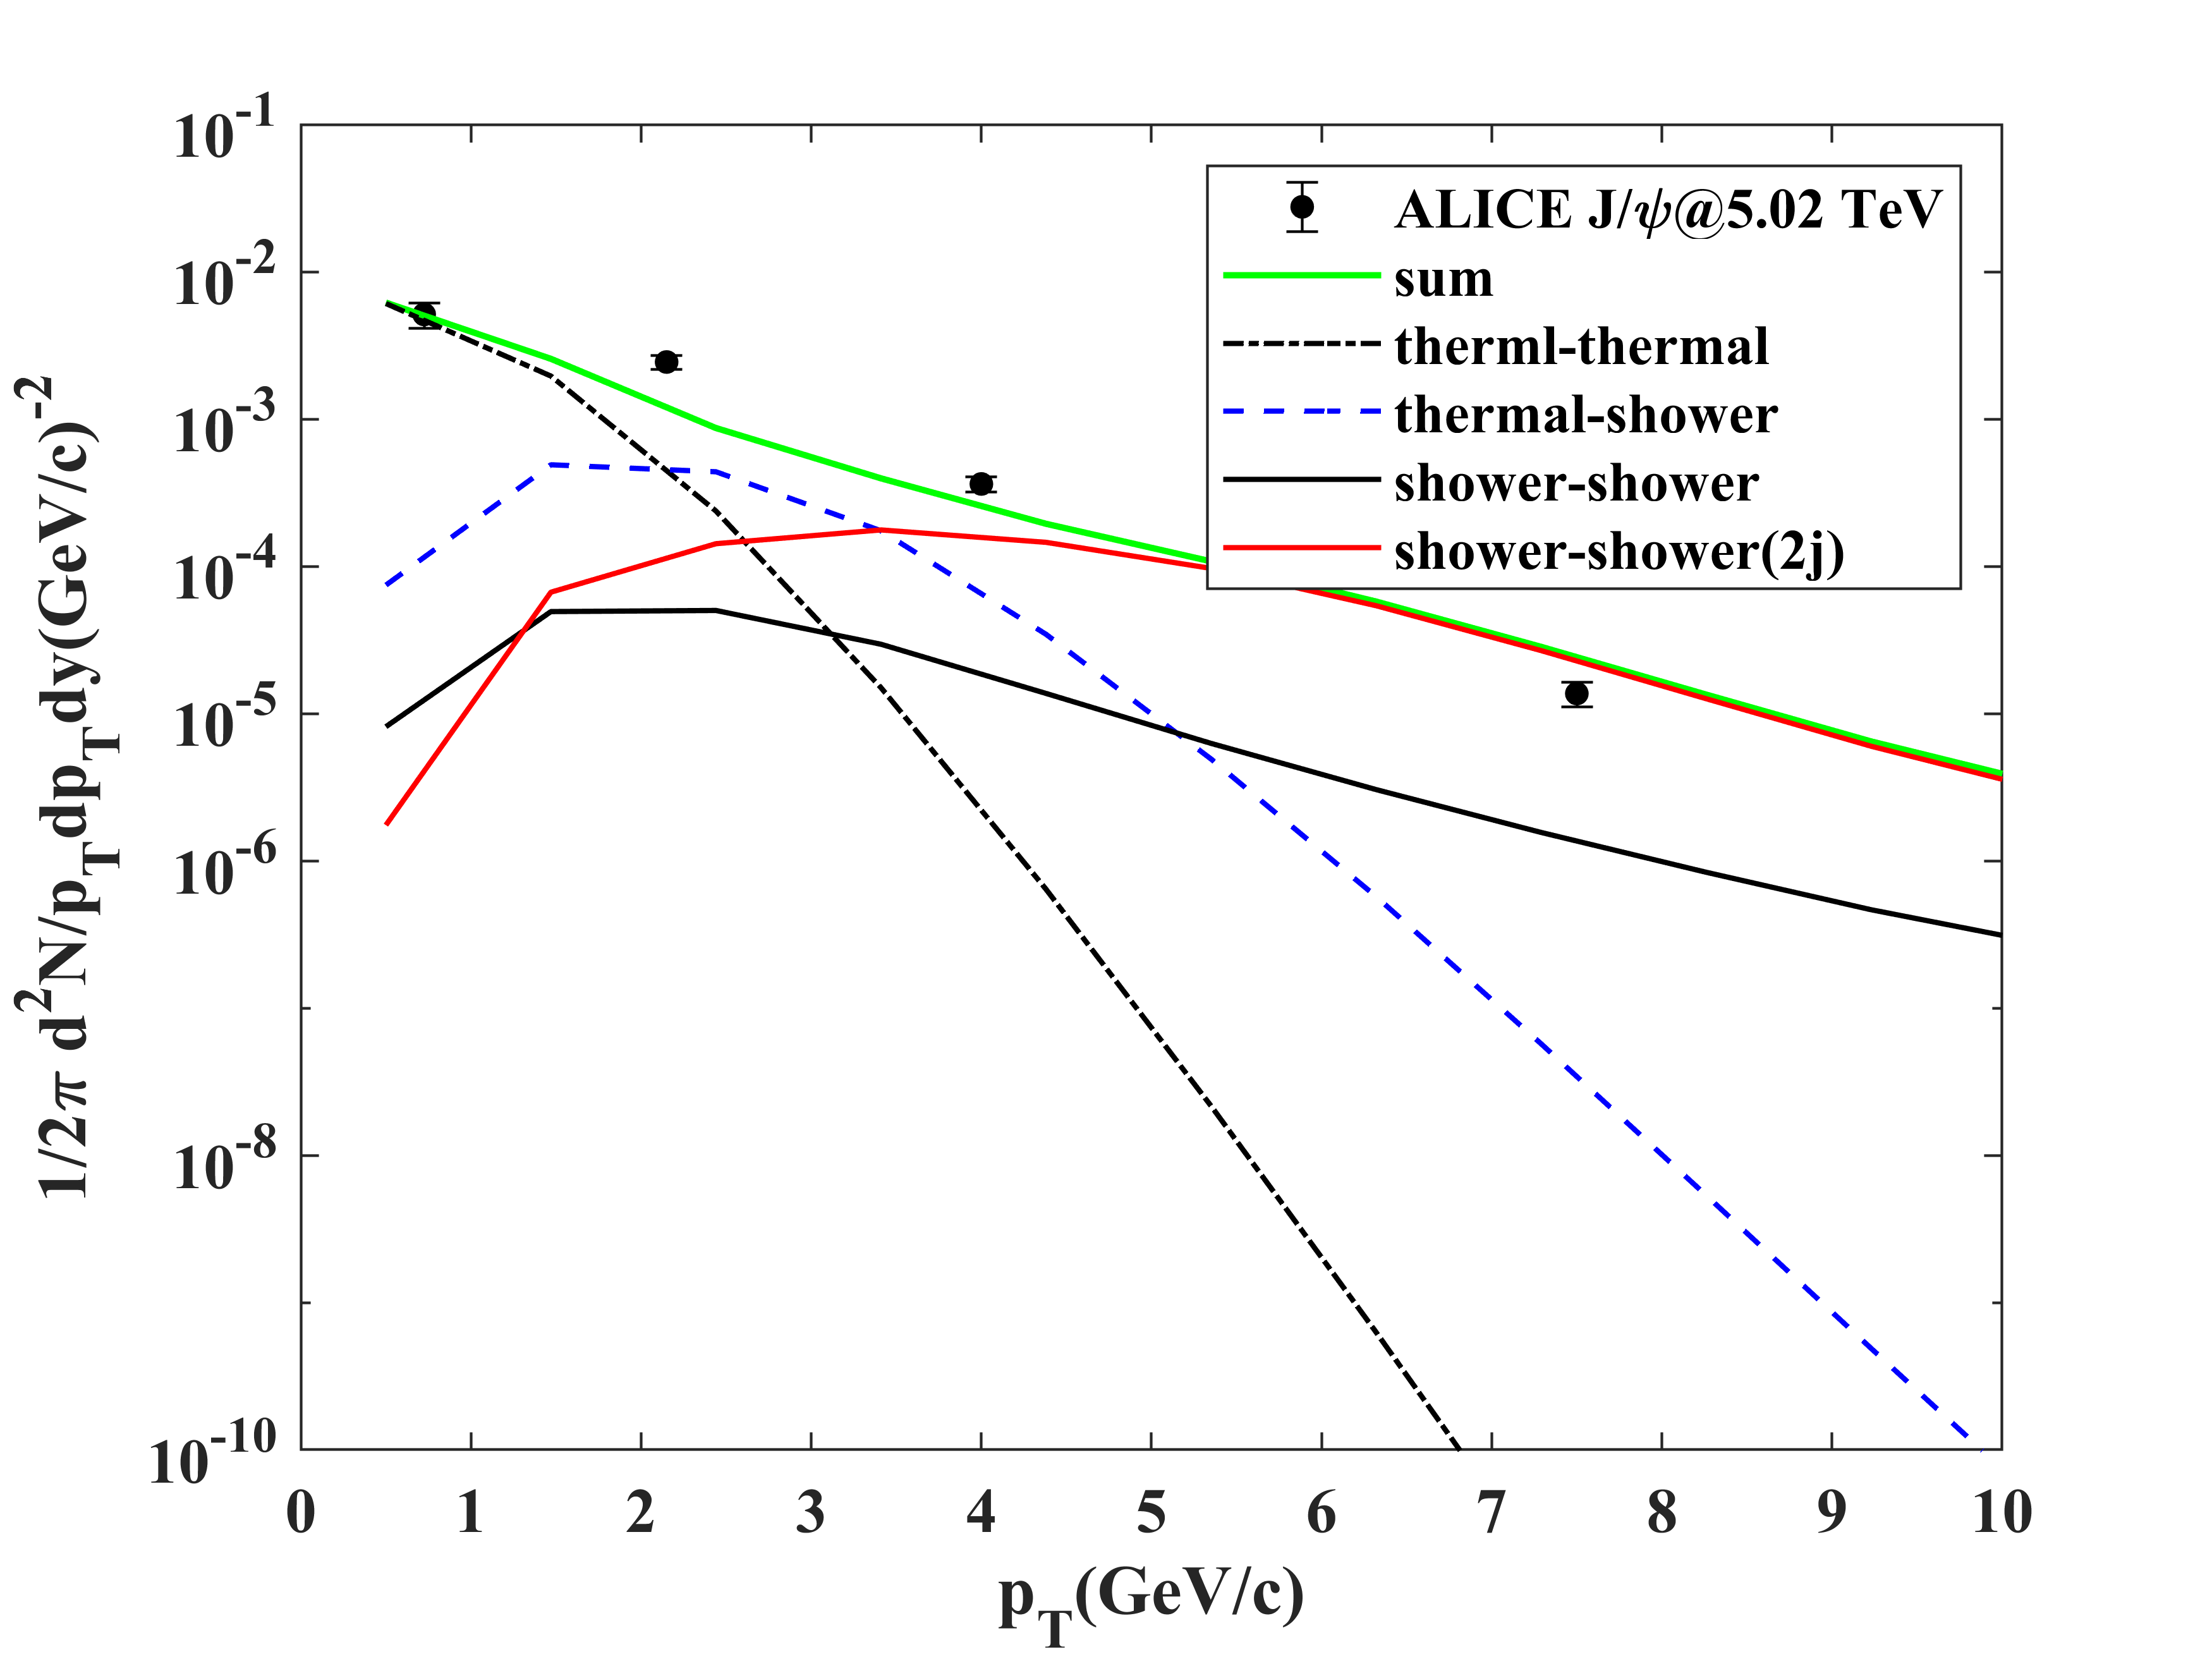 10-1
10-2
10-3
10-4
10-5
10-6
10-8
10-10
1/2π d2N/pTdpTdy(GeV/c)-2
ALICE J/ψ@5.02 TeV
sum
therml-thermal
thermal-shower
shower-shower
shower-shower(2j)
0 1 2 3 4 5 6 7 8 9 10
pT(GeV/c)